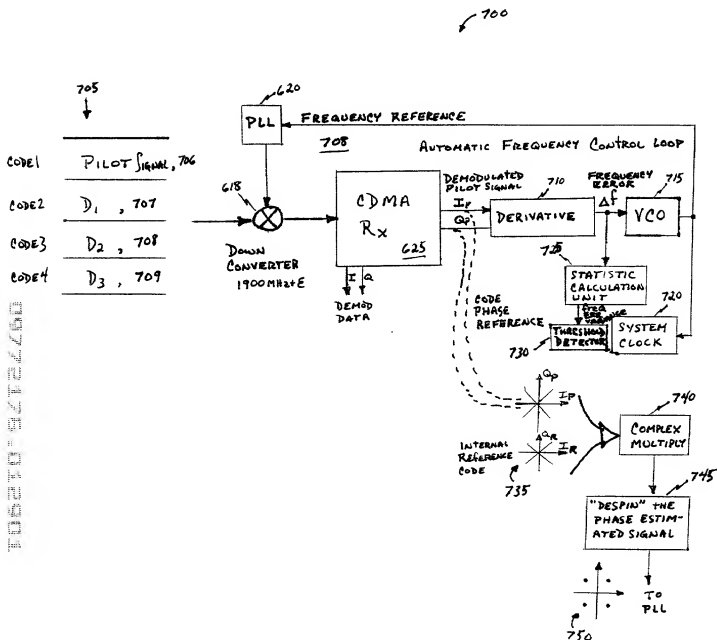 700
705
620
PLL
FREQUENCY REFERENCE
708
AUTOMATIC FREQUENCY CONTROL LOOP
CODE1 PILOT SIGNAL, 706
CODE2 D1, 707
CODE3 D2, 708
CODE4 D3, 709
618
DOWN
CONVERTER
1900MHz+E
CDMA
Rx
625
I Q
DEMOD
DATA
DEMODULATED
PILOT SIGNAL
IP
QP
710
DERIVATIVE
FREQUENCY
ERROR
Δf
715
VCO
725
STATISTIC
CALCULATION
UNIT
FREQ
ERR
VARIANCE
CODE
PHASE
REFERENCE
730
THRESHOLD
DETECTOR
720
SYSTEM
CLOCK
QP
IP
INTERNAL
REFERENCE
CODE
QR
IR
735
740
COMPLEX
MULTIPLY
745
"DESPIN" THE
PHASE ESTIM-
ATED SIGNAL
TO
PLL
750